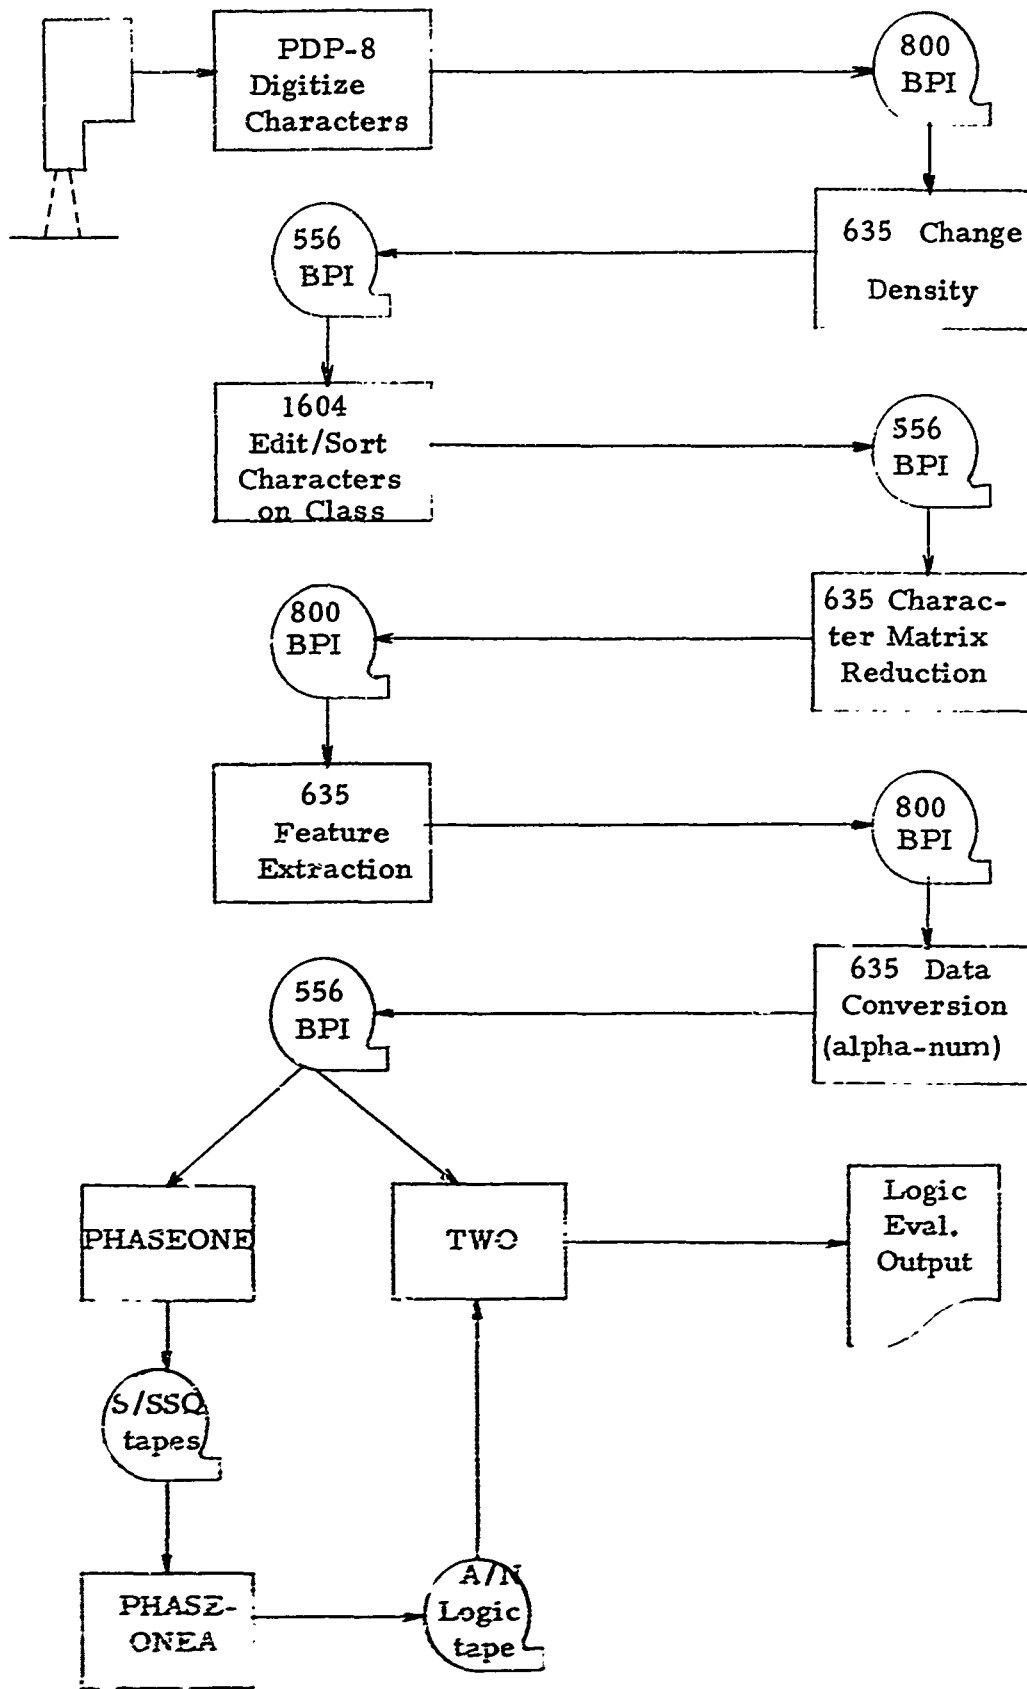 PDP-8
Digitize
Characters
800
BPI
635 Change
Density
556
BPI
1604
Edit/Sort
Characters
on Class
556
BPI
635 Charac-
ter Matrix
Reduction
800
BPI
635
Feature
Extraction
800
BPI
635 Data
Conversion
(alpha-num)
556
BPI
PHASEONE
TWO
Logic
Eval.
Output
S/SSQ
tapes
PHASE-
ONEA
A/N
Logic
tape